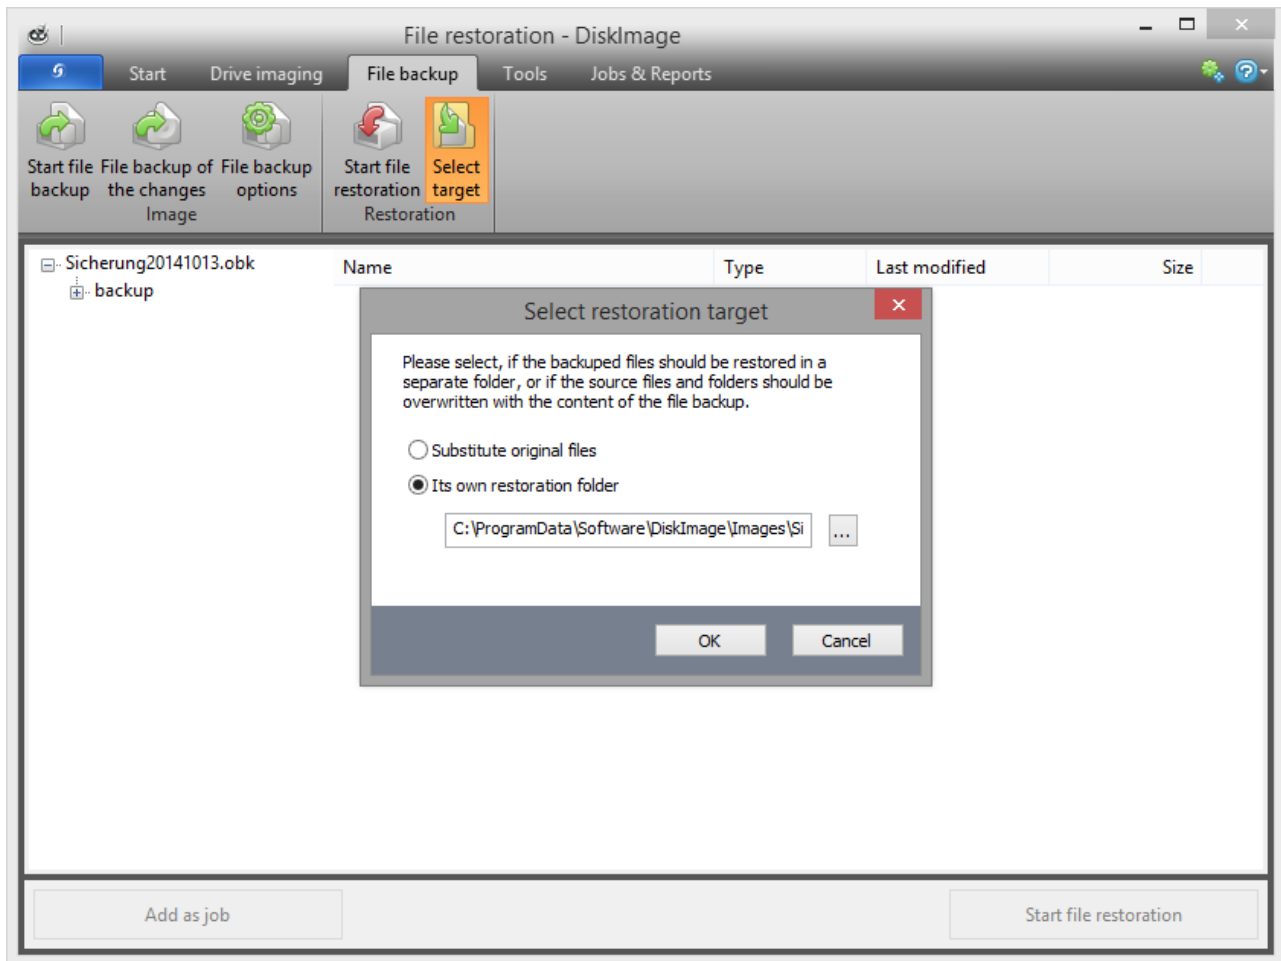 File restoration - DiskImage
Start Drive imaging File backup Tools Jobs & Reports
Start file File backup of File backup Start file Select
backup the changes options restoration target
Image Restoration
Sicherung20141013.obk Name Type Last modified Size
backup
Select restoration target
Please select, if the backuped files should be restored in a
separate folder, or if the source files and folders should be
overwritten with the content of the file backup.
Substitute original files
Its own restoration folder
C:\ProgramData\Software\DiskImage\Images\Si
...
OK Cancel
Add as job Start file restoration